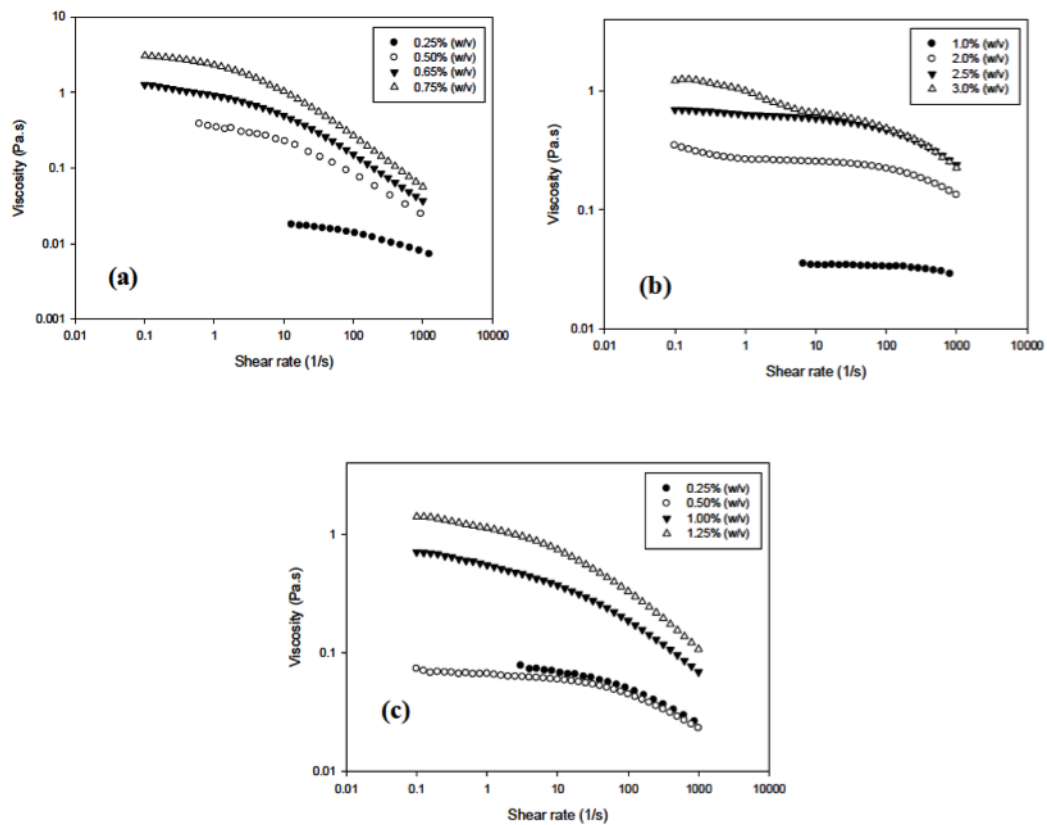 10
1
0.1
0.01
0.001
Viscosity (Pa.s)
0.25% (w/v)
0.50% (w/v)
0.65% (w/v)
0.75% (w/v)
(a)
0.01 0.1 1 10 100 1000 10000
Shear rate (1/s)
1
0.1
0.01
Viscosity (Pa.s)
1.0% (w/v)
2.0% (w/v)
2.5% (w/v)
3.0% (w/v)
(b)
0.01 0.1 1 10 100 1000 10000
Shear rate (1/s)
1
0.1
0.01
Viscosity (Pa.s)
0.25% (w/v)
0.50% (w/v)
1.00% (w/v)
1.25% (w/v)
(c)
0.01 0.1 1 10 100 1000 10000
Shear rate (1/s)